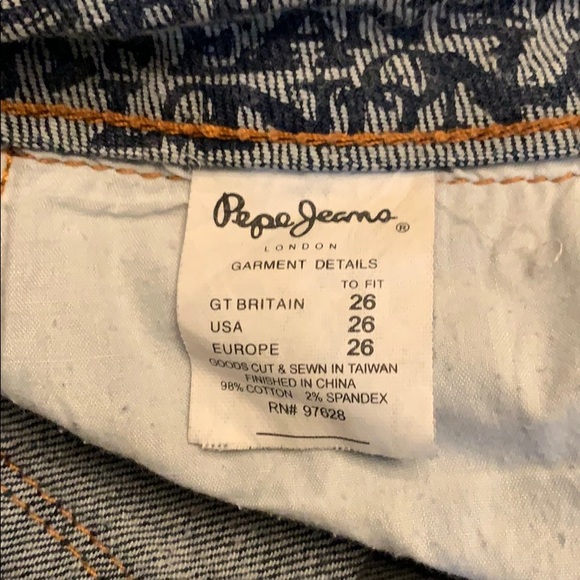 Pepe Jeans®
LONDON
GARMENT DETAILS
TO FIT
GT BRITAIN 26
USA 26
EUROPE 26
GOODS CUT & SEWN IN TAIWAN
FINISHED IN CHINA
98% COTTON 2% SPANDEX
RN# 97628